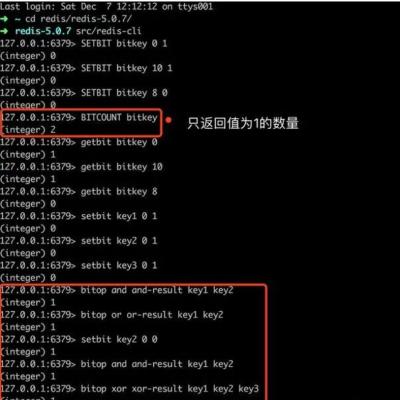 Last login: Sat Dec  7 12:12:12 on ttys001
➜ ~ cd redis/redis-5.0.7/
➜ redis-5.0.7 src/redis-cli
127.0.0.1:6379> SETBIT bitkey 0 1
(integer) 0
127.0.0.1:6379> SETBIT bitkey 10 1
(integer) 0
127.0.0.1:6379> SETBIT bitkey 8 0
(integer) 0
127.0.0.1:6379> BITCOUNT bitkey
(integer) 2
只返回值为1的数量
127.0.0.1:6379> getbit bitkey 0
(integer) 1
127.0.0.1:6379> getbit bitkey 10
(integer) 1
127.0.0.1:6379> getbit bitkey 8
(integer) 0
127.0.0.1:6379> setbit key1 0 1
(integer) 0
127.0.0.1:6379> setbit key2 0 1
(integer) 0
127.0.0.1:6379> setbit key3 0 1
(integer) 0
127.0.0.1:6379> bitop and and-result key1 key2
(integer) 1
127.0.0.1:6379> bitop or or-result key1 key2
(integer) 1
127.0.0.1:6379> setbit key2 0 0
(integer) 1
127.0.0.1:6379> bitop and and-result key1 key2
(integer) 1
127.0.0.1:6379> bitop xor xor-result key1 key2 key3
(integer) 1